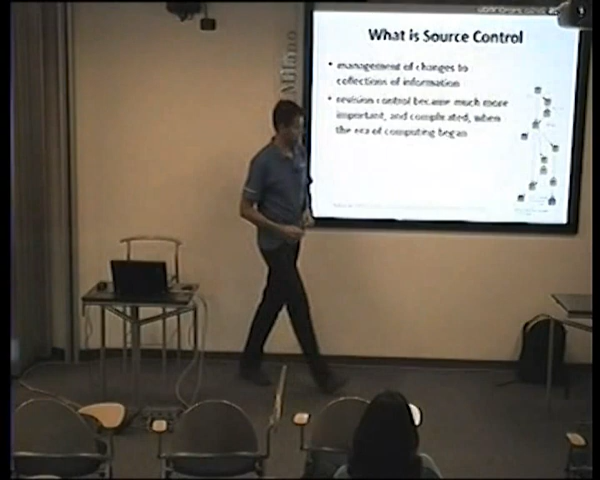 What is Source Control
• management of changes to
collections of information
• revision control became much more
important, and complicated, when
the era of computing began
Milano